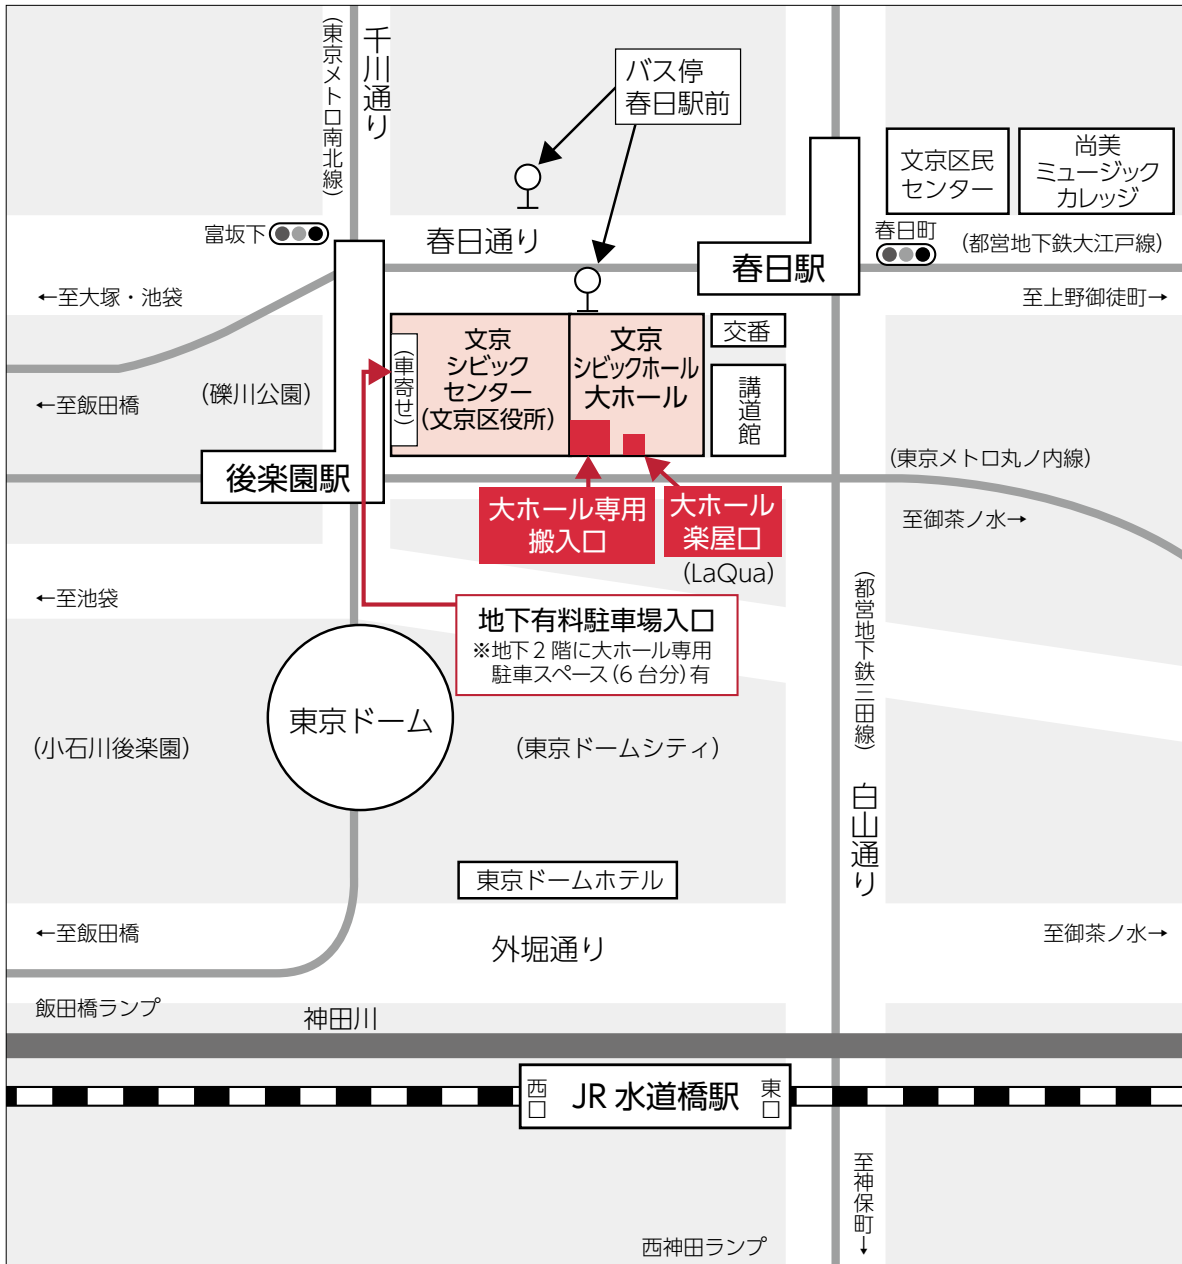 (東京メトロ南北線)
千川通り
バス停
春日駅前
文京区民
センター
尚美
ミュージック
カレッジ
富坂下
春日通り
春日町
(都営地下鉄大江戸線)
春日駅
←至大塚・池袋
至上野御徒町→
文京
シビック
センター
(文京区役所)
文京
シビックホール
大ホール
交番
(車寄せ)
(礫川公園)
←至飯田橋
講道館
後楽園駅
(東京メトロ丸ノ内線)
大ホール専用
搬入口
大ホール
楽屋口
至御茶ノ水→
(LaQua)
←至池袋
(都営地下鉄三田線)
地下有料駐車場入口
※地下2階に大ホール専用
駐車スペース(6台分)有
東京ドーム
(小石川後楽園)
(東京ドームシティ)
白山通り
東京ドームホテル
←至飯田橋
外堀通り
至御茶ノ水→
飯田橋ランプ
神田川
西口
JR 水道橋駅
東口
至神保町→
西神田ランプ